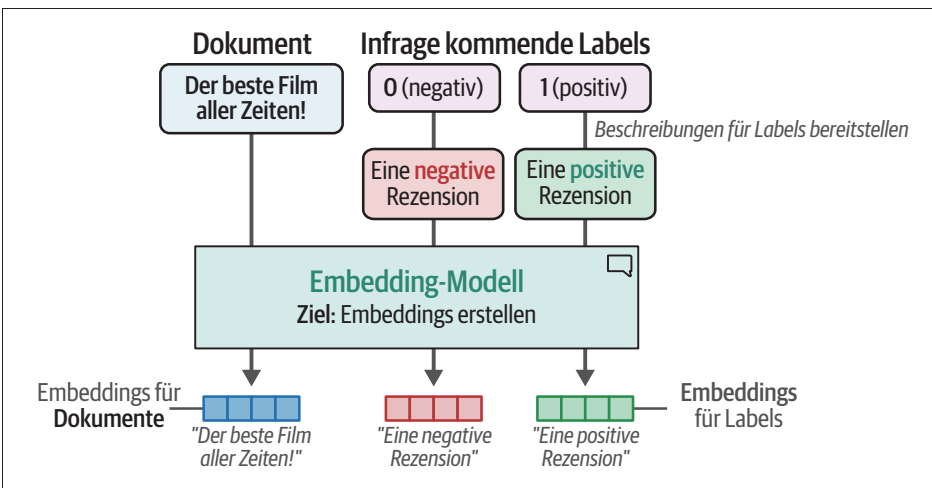 Dokument
Infrage kommende Labels
Der beste Film
aller Zeiten!
0 (negativ)
1 (positiv)
Beschreibungen für Labels bereitstellen
Eine negative
Rezension
Eine positive
Rezension
Embedding-Modell
Ziel: Embeddings erstellen
Embeddings für
Dokumente
Embeddings
für Labels
"Der beste Film
aller Zeiten!"
"Eine negative
Rezension"
"Eine positive
Rezension"